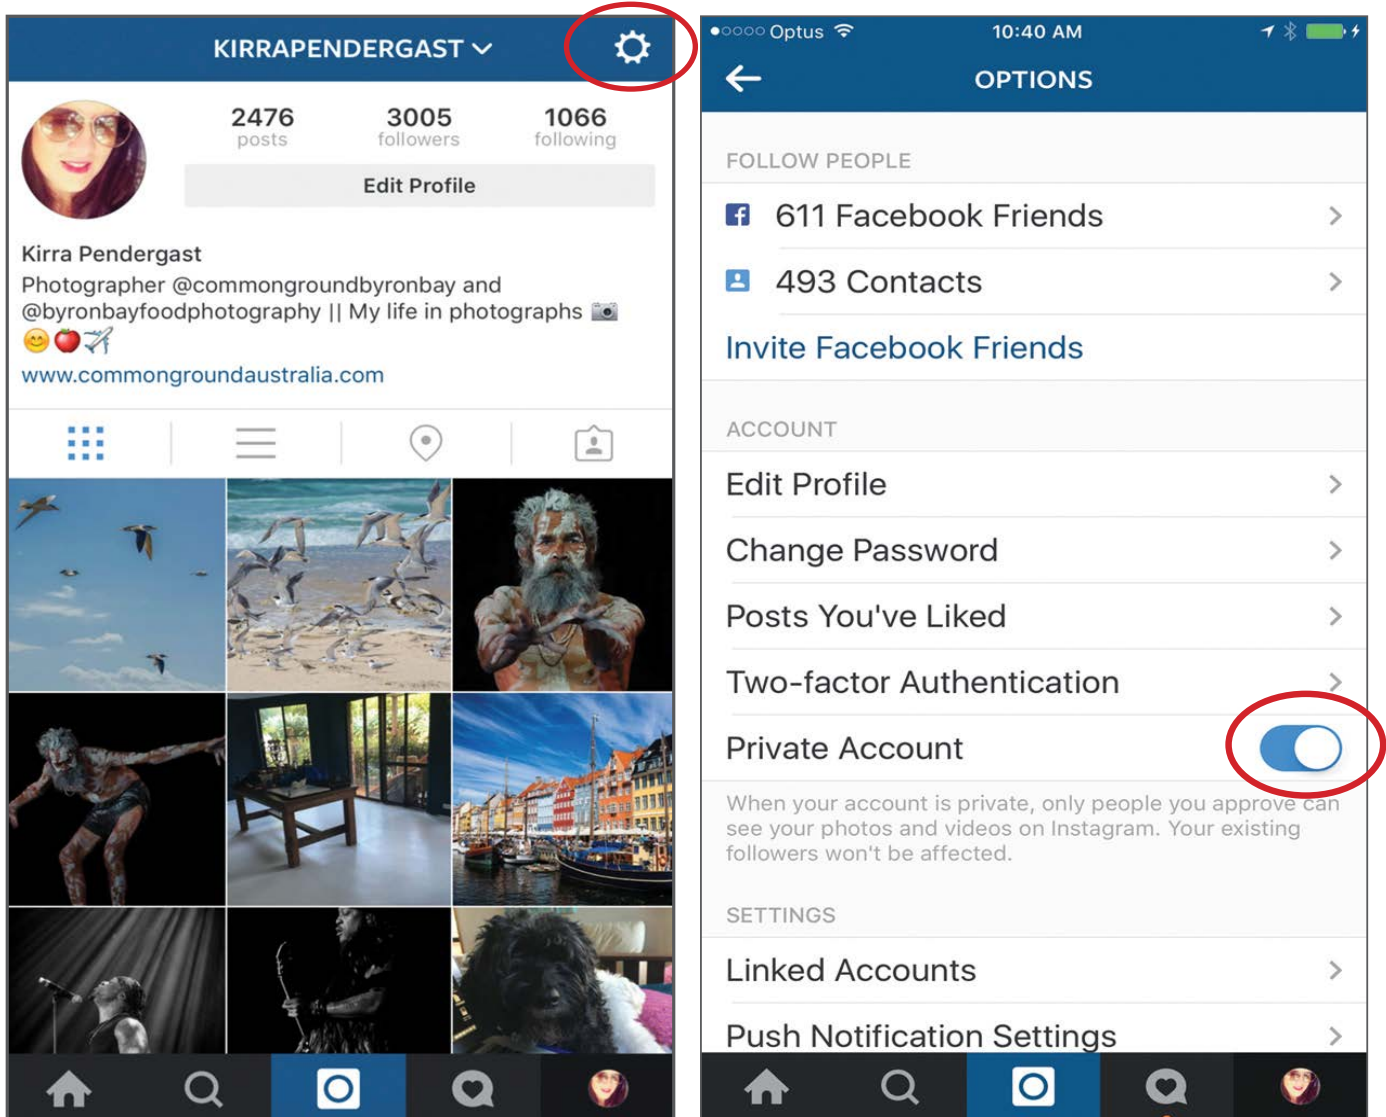 KIRRAPENDERGAST
2476
posts
3005
followers
1066
following
Edit Profile
Kirra Pendergast
Photographer @commongroundbyronbay and
@byronbayfoodphotography || My life in photographs
www.commongroundaustralia.com
Optus
10:40 AM
OPTIONS
FOLLOW PEOPLE
611 Facebook Friends
493 Contacts
Invite Facebook Friends
ACCOUNT
Edit Profile
Change Password
Posts You've Liked
Two-factor Authentication
Private Account
When your account is private, only people you approve can
see your photos and videos on Instagram. Your existing
followers won't be affected.
SETTINGS
Linked Accounts
Push Notification Settings